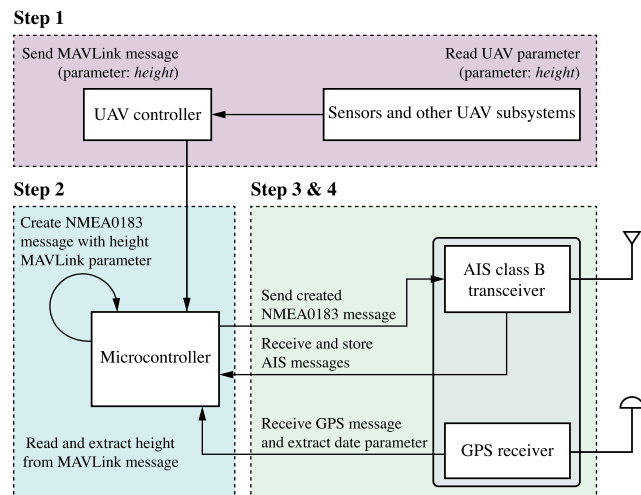 Step 1
Send MAVLink message
(parameter: height)
Read UAV parameter
(parameter: height)
UAV controller
Sensors and other UAV subsystems
Step 2
Step 3 & 4
Create NMEA0183
message with height
MAVLink parameter
AIS class B
transceiver
Send created
NMEA0183 message
Microcontroller
Receive and store
AIS messages
Receive GPS message
and extract date parameter
Read and extract height
from MAVLink message
GPS receiver